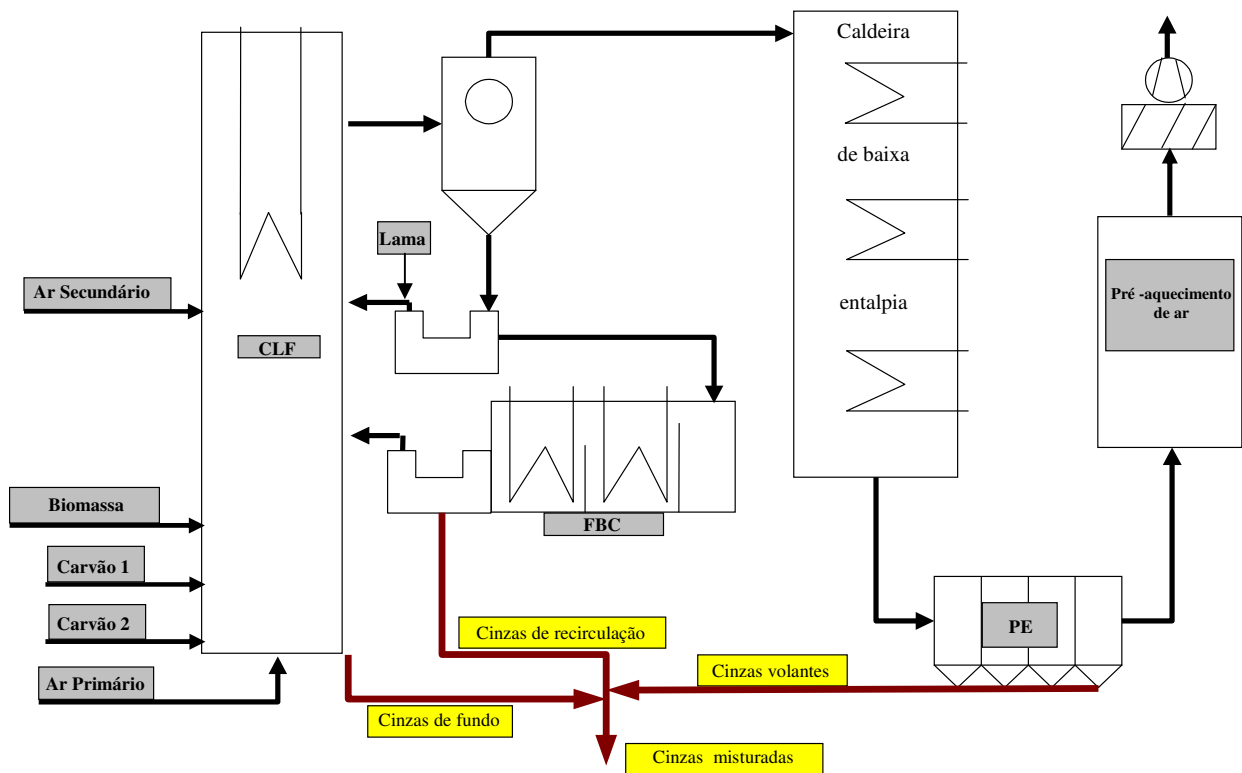 Caldeira
de baixa
entalpia
Lama
Ar Secundário
CLF
Pré -aquecimento
de ar
Biomassa
FBC
Carvão 1
Carvão 2
Ar Primário
Cinzas de recirculação
PE
Cinzas volantes
Cinzas de fundo
Cinzas misturadas